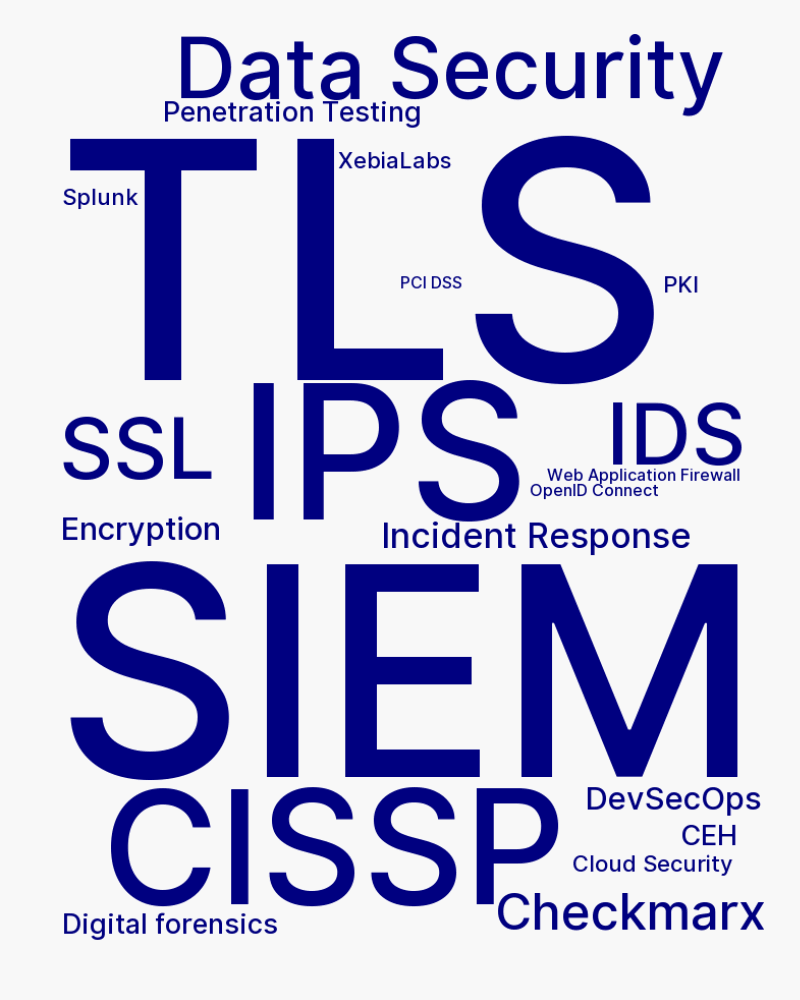 Data Security
Penetration Testing
TLS
XebiaLabs
Splunk
PCI DSS
PKI
IPS
SSL
IDS
Web Application Firewall
OpenID Connect
Encryption
Incident Response
SIEM
CISSP
DevSecOps
CEH
Cloud Security
Checkmarx
Digital forensics